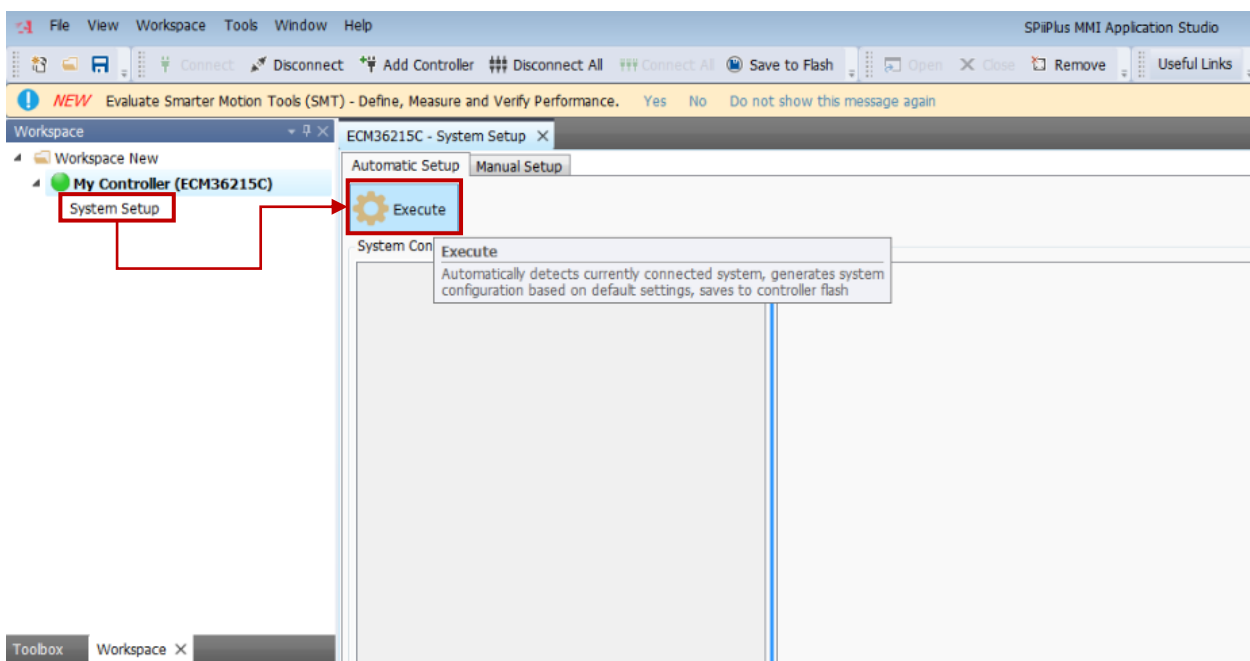 File View Workspace Tools Window Help
SPiiPlus MMI Application Studio
Connect Disconnect Add Controller Disconnect All Connect All Save to Flash Open Close Remove Useful Links
NEW Evaluate Smarter Motion Tools (SMT) - Define, Measure and Verify Performance. Yes No Do not show this message again
Workspace
ECM36215C - System Setup
Workspace New
My Controller (ECM36215C)
System Setup
Automatic Setup Manual Setup
Execute
System Con
Execute
Automatically detects currently connected system, generates system
configuration based on default settings, saves to controller flash
Toolbox Workspace